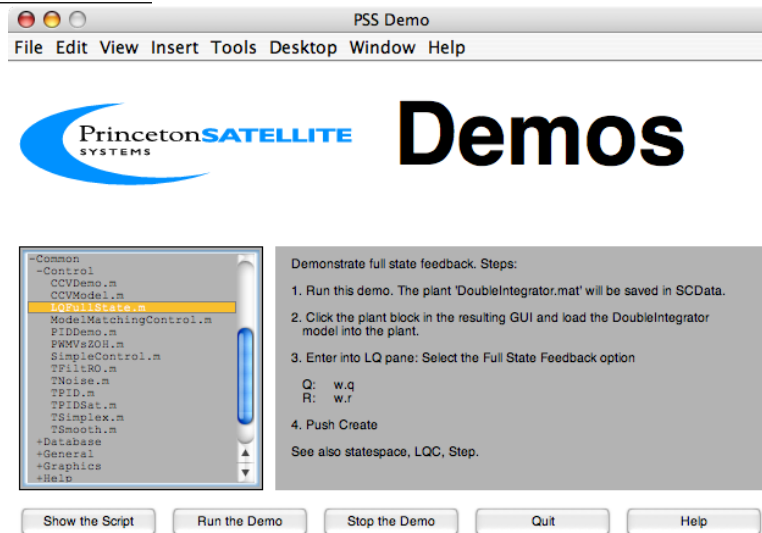 PSS Demo
File Edit View Insert Tools Desktop Window Help
PrincetonSATELLITE
SYSTEMS
Demos
-Common
-Control
CCVDemo.m
CCVModel.m
LQFullState.m
ModelMatchingControl.m
PIDDemo.m
PWMVsZOH.m
SimpleControl.m
TFiltRO.m
TNoise.m
TPID.m
TPIDSat.m
TSimplex.m
TSmooth.m
+Database
+General
+Graphics
+Help
Demonstrate full state feedback. Steps:
1. Run this demo. The plant 'DoubleIntegrator.mat' will be saved in SCData.
2. Click the plant block in the resulting GUI and load the DoubleIntegrator
model into the plant.
3. Enter into LQ pane: Select the Full State Feedback option
Q: w.q
R: w.r
4. Push Create
See also statespace, LQC, Step.
Show the Script
Run the Demo
Stop the Demo
Quit
Help